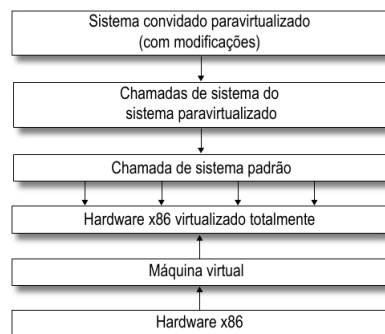 Sistema convidado paravirtualizado
(com modificações)
Chamadas de sistema do
sistema paravirtualizado
Chamada de sistema padrão
Hardware x86 virtualizado totalmente
Máquina virtual
Hardware x86